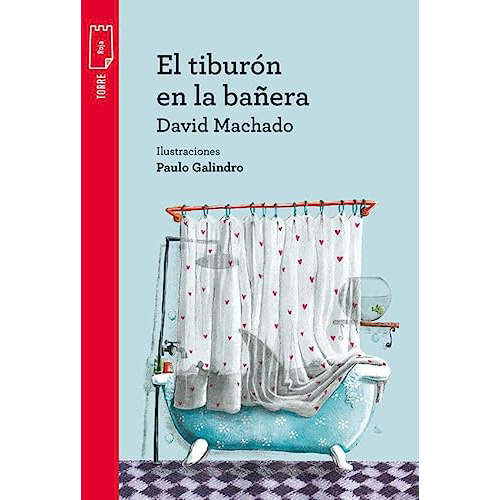 TORRE
Roja
El tiburón
en la bañera
David Machado
Ilustraciones
Paulo Galindro